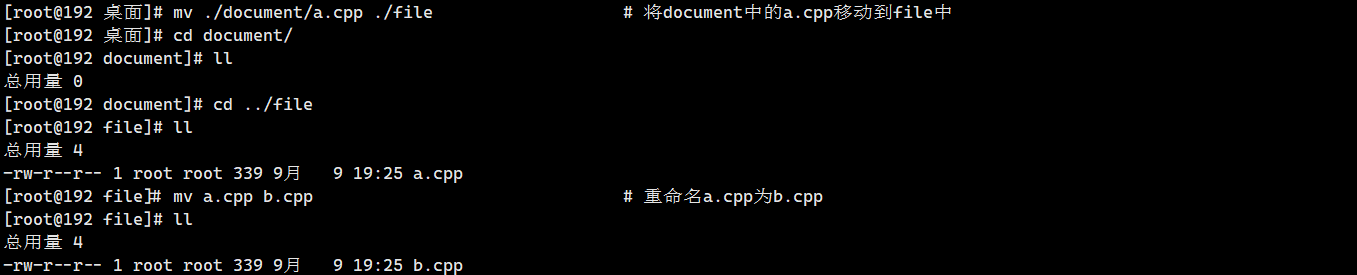 [root@192 桌面]# mv ./document/a.cpp ./file # 将document中的a.cpp移动到file中
[root@192 桌面]# cd document/
[root@192 document]# ll
总用量 0
[root@192 document]# cd ../file
[root@192 file]# ll
总用量 4
-rw-r--r-- 1 root root 339 9月 9 19:25 a.cpp
[root@192 file]# mv a.cpp b.cpp # 重命名a.cpp为b.cpp
[root@192 file]# ll
总用量 4
-rw-r--r-- 1 root root 339 9月 9 19:25 b.cpp